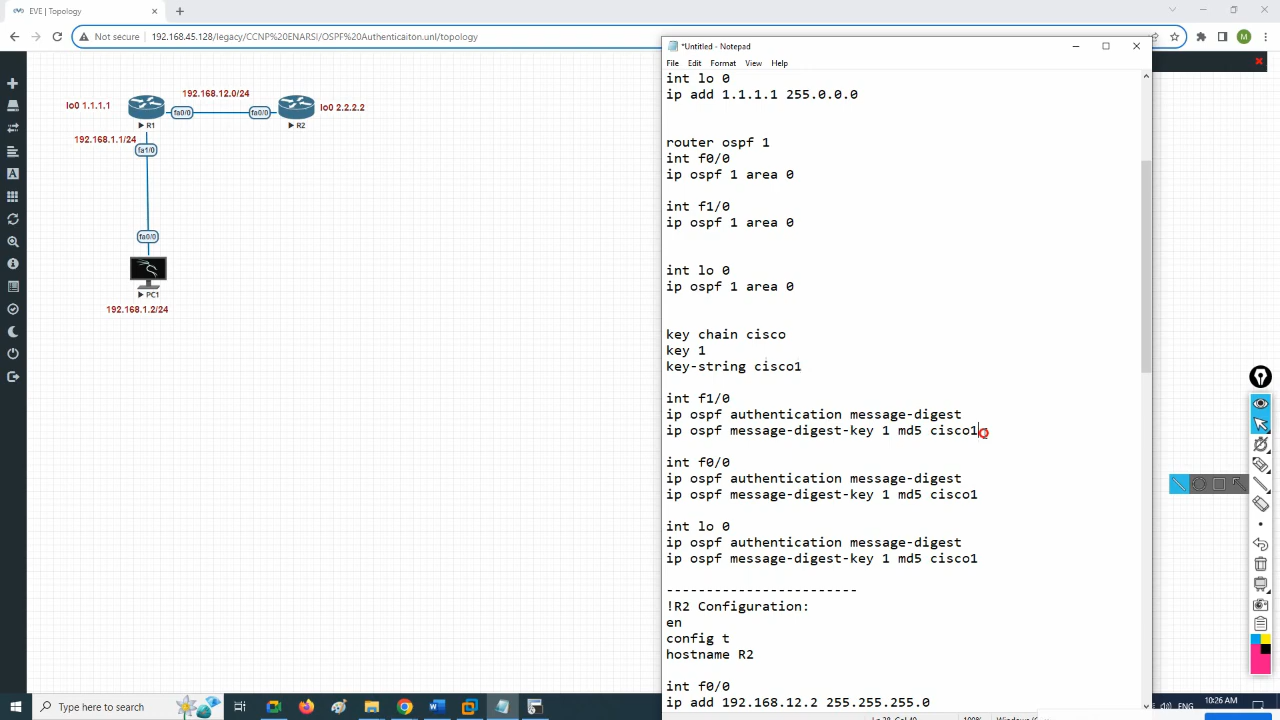 EVE | Topology
Not secure
192.168.45.128/legacy/CCNP%20ENARSI/OSPF%20Authenticaiton.unl/topology
M
*Untitled - Notepad
File Edit Format View Help
192.168.12.0/24
lo0 1.1.1.1
fa0/0
fa0/0
lo0 2.2.2.2
R1
R2
192.168.1.1/24
fa1/0
fa0/0
PC1
192.168.1.2/24
int lo 0
ip add 1.1.1.1 255.0.0.0
router ospf 1
int f0/0
ip ospf 1 area 0
int f1/0
ip ospf 1 area 0
int lo 0
ip ospf 1 area 0
key chain cisco
key 1
key-string cisco1
int f1/0
ip ospf authentication message-digest
ip ospf message-digest-key 1 md5 cisco1
int f0/0
ip ospf authentication message-digest
ip ospf message-digest-key 1 md5 cisco1
int lo 0
ip ospf authentication message-digest
ip ospf message-digest-key 1 md5 cisco1
------------------------
!R2 Configuration:
en
config t
hostname R2
int f0/0
ip add 192.168.12.2 255.255.255.0
Type here to search
ENG
10:26 AM